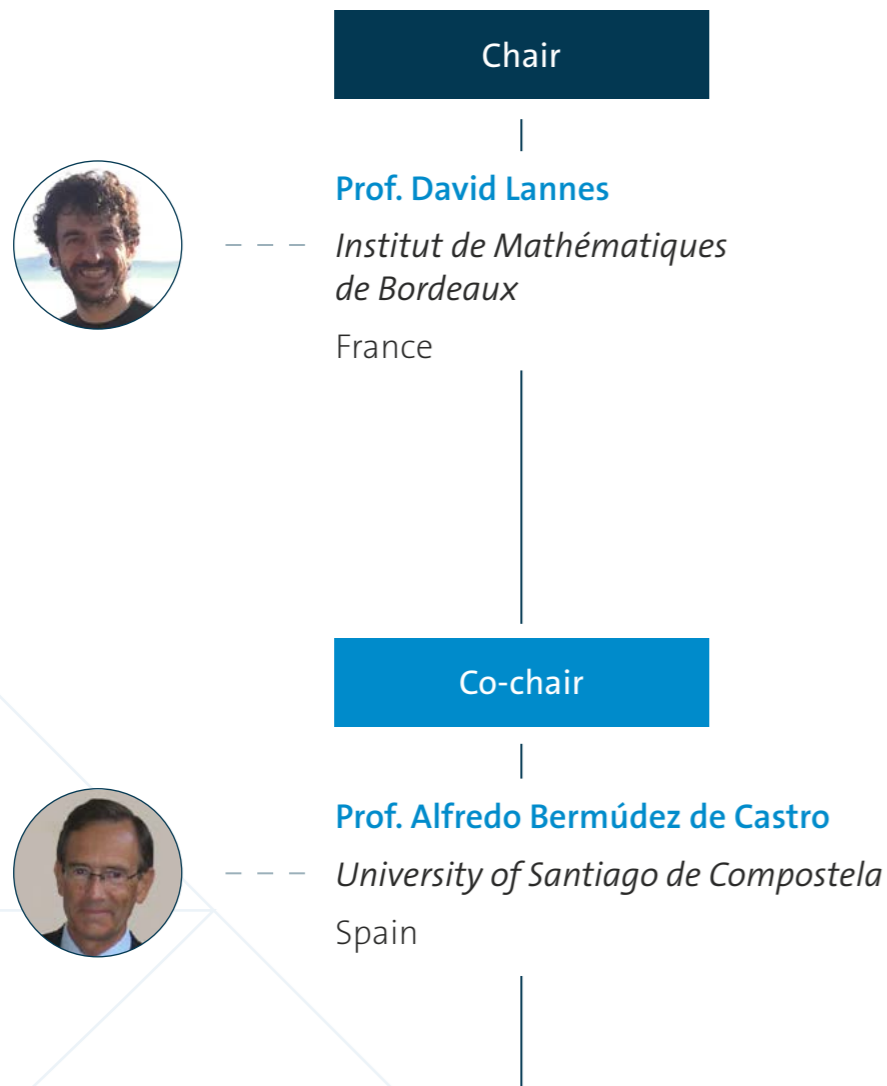 Chair
Prof. David Lannes
Institut de Mathématiques
de Bordeaux
France
Co-chair
Prof. Alfredo Bermúdez de Castro
University of Santiago de Compostela
Spain